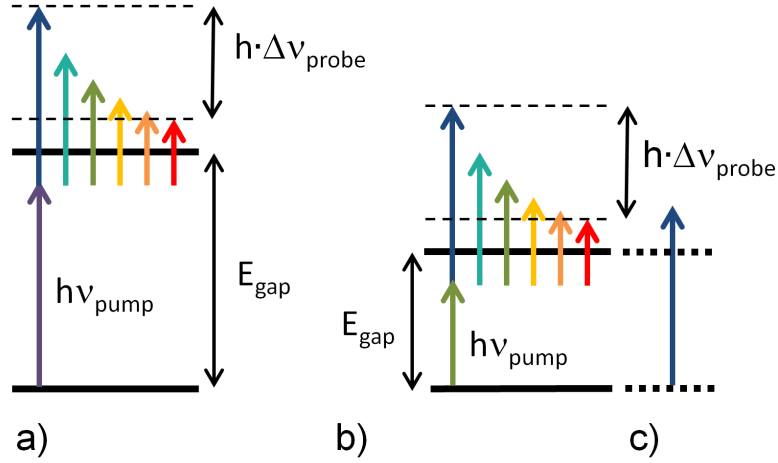 h·Δν_probe
E_gap
hν_pump
a)
h·Δν_probe
E_gap
hν_pump
b)
c)